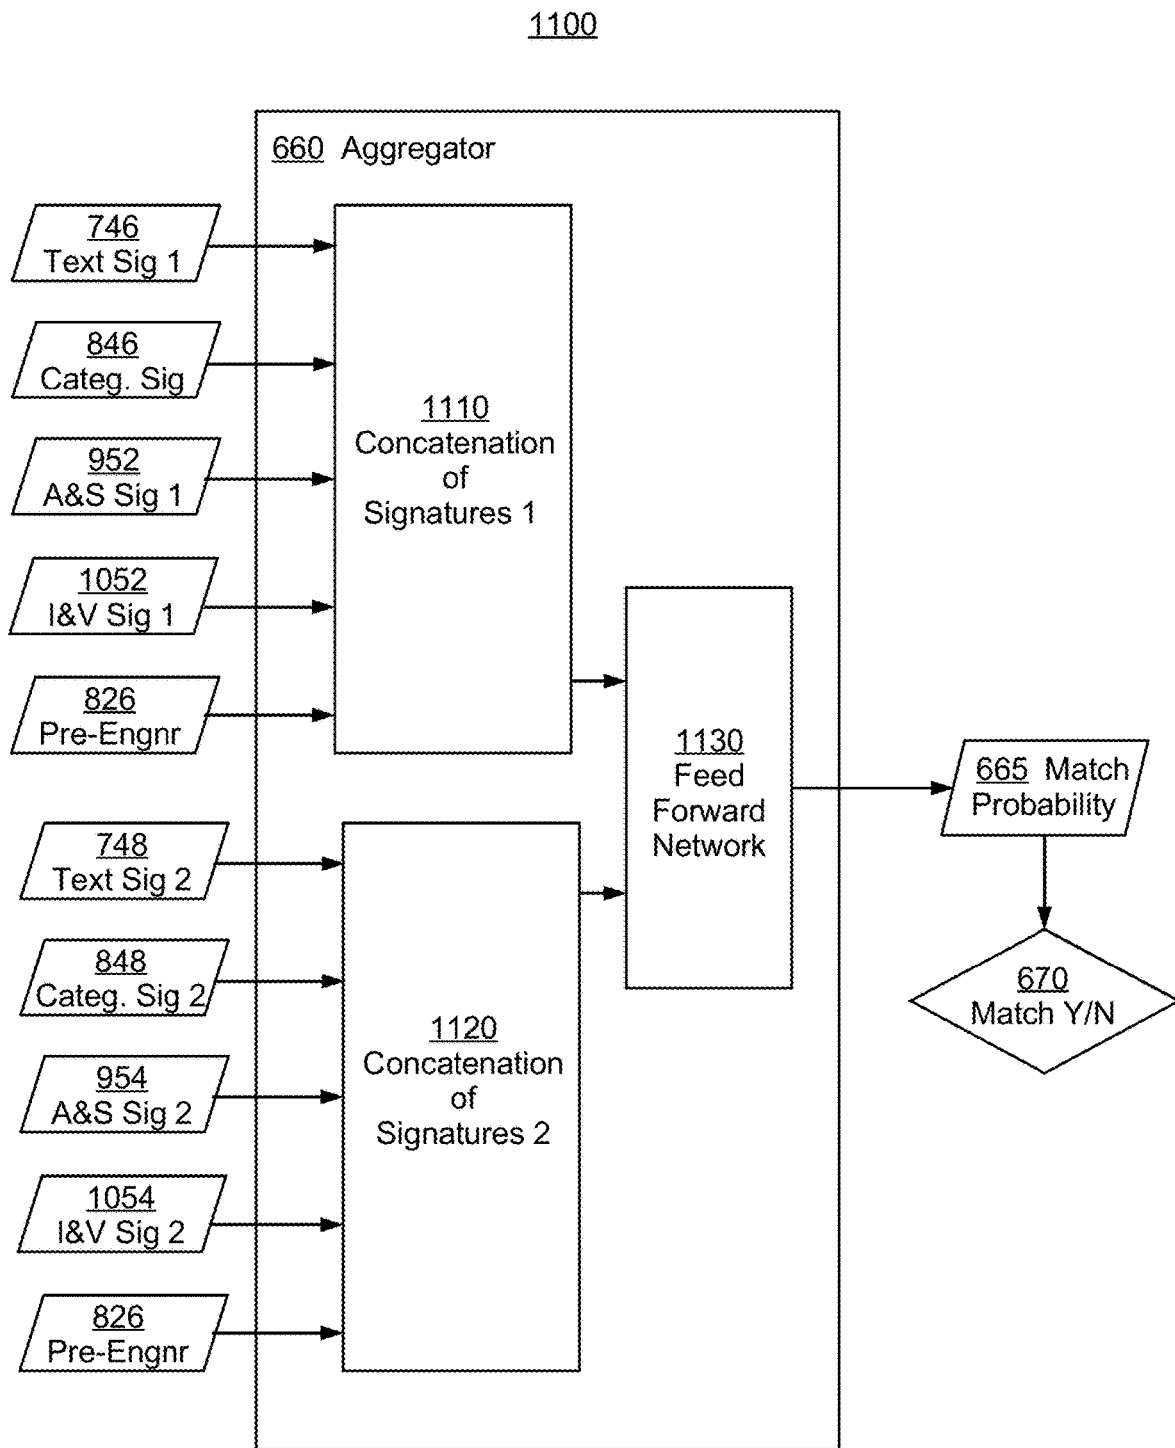 1100
660 Aggregator
746
Text Sig 1
846
Categ. Sig
952
A&S Sig 1
1052
I&V Sig 1
826
Pre-Engnr
1110
Concatenation
of
Signatures 1
748
Text Sig 2
848
Categ. Sig 2
954
A&S Sig 2
1054
I&V Sig 2
826
Pre-Engnr
1120
Concatenation
of
Signatures 2
1130
Feed
Forward
Network
665 Match
Probability
670
Match Y/N